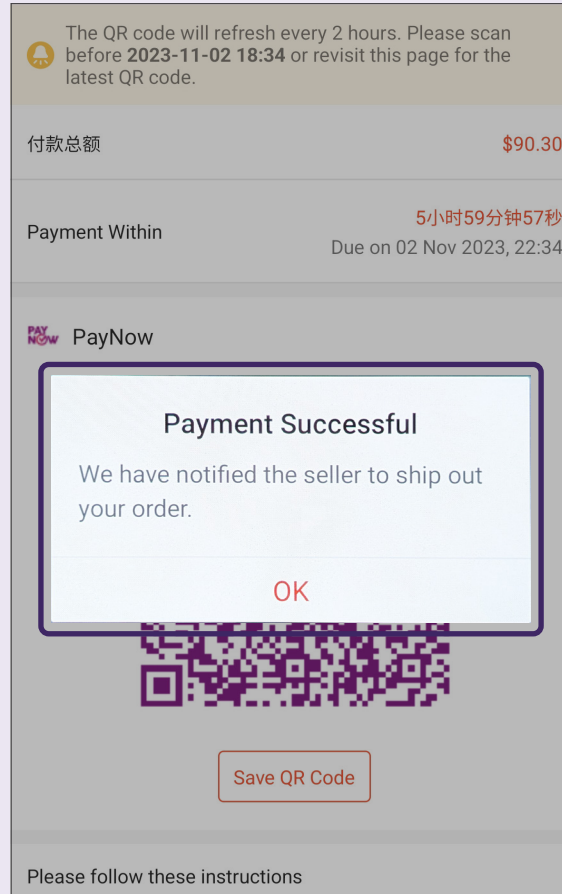 The QR code will refresh every 2 hours. Please scan
before 2023-11-02 18:34 or revisit this page for the
latest QR code.
付款总额
$90.30
Payment Within
5小时59分钟57秒
Due on 02 Nov 2023, 22:34
PAY
NOW
PayNow
Payment Successful
We have notified the seller to ship out
your order.
OK
Save QR Code
Please follow these instructions